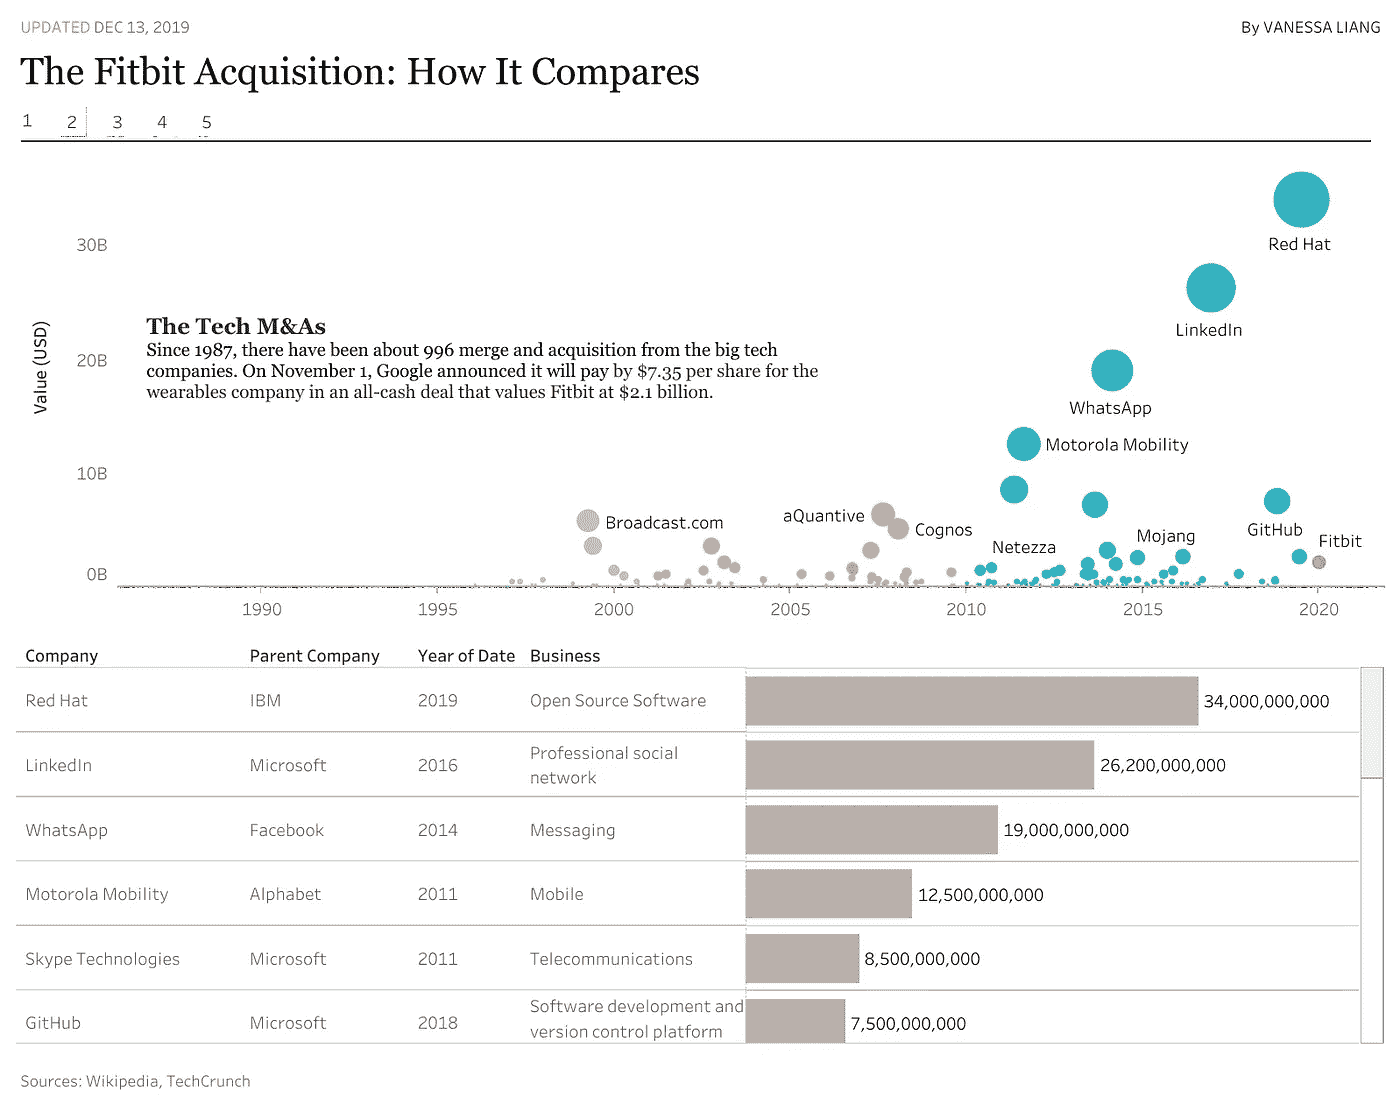 UPDATED DEC 13, 2019
By VANESSA LIANG
The Fitbit Acquisition: How It Compares
1 2 3 4 5
30B
20B
10B
0B
Value (USD)
The Tech M&As
Since 1987, there have been about 996 merge and acquisition from the big tech
companies. On November 1, Google announced it will pay by $7.35 per share for the
wearables company in an all-cash deal that values Fitbit at $2.1 billion.
Red Hat
LinkedIn
WhatsApp
Motorola Mobility
Broadcast.com
aQuantive
Cognos
Netezza
Mojang
GitHub
Fitbit
1990 1995 2000 2005 2010 2015 2020
Company Parent Company Year of Date Business
Red Hat IBM 2019 Open Source Software 34,000,000,000
LinkedIn Microsoft 2016 Professional social
network 26,200,000,000
WhatsApp Facebook 2014 Messaging 19,000,000,000
Motorola Mobility Alphabet 2011 Mobile 12,500,000,000
Skype Technologies Microsoft 2011 Telecommunications 8,500,000,000
GitHub Microsoft 2018 Software development and
version control platform 7,500,000,000
Sources: Wikipedia, TechCrunch